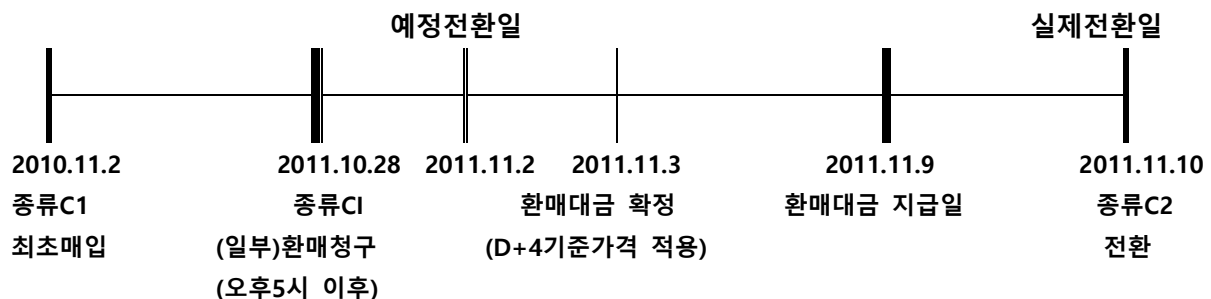 예정전환일 실제전환일
2010.11.2 2011.10.28 2011.11.2 2011.11.3 2011.11.9 2011.11.10
종류C1 종류CI 환매대금 확정 환매대금 지급일 종류C2
최초매입 (일부)환매청구 (D+4기준가격 적용) 전환
(오후5시 이후)